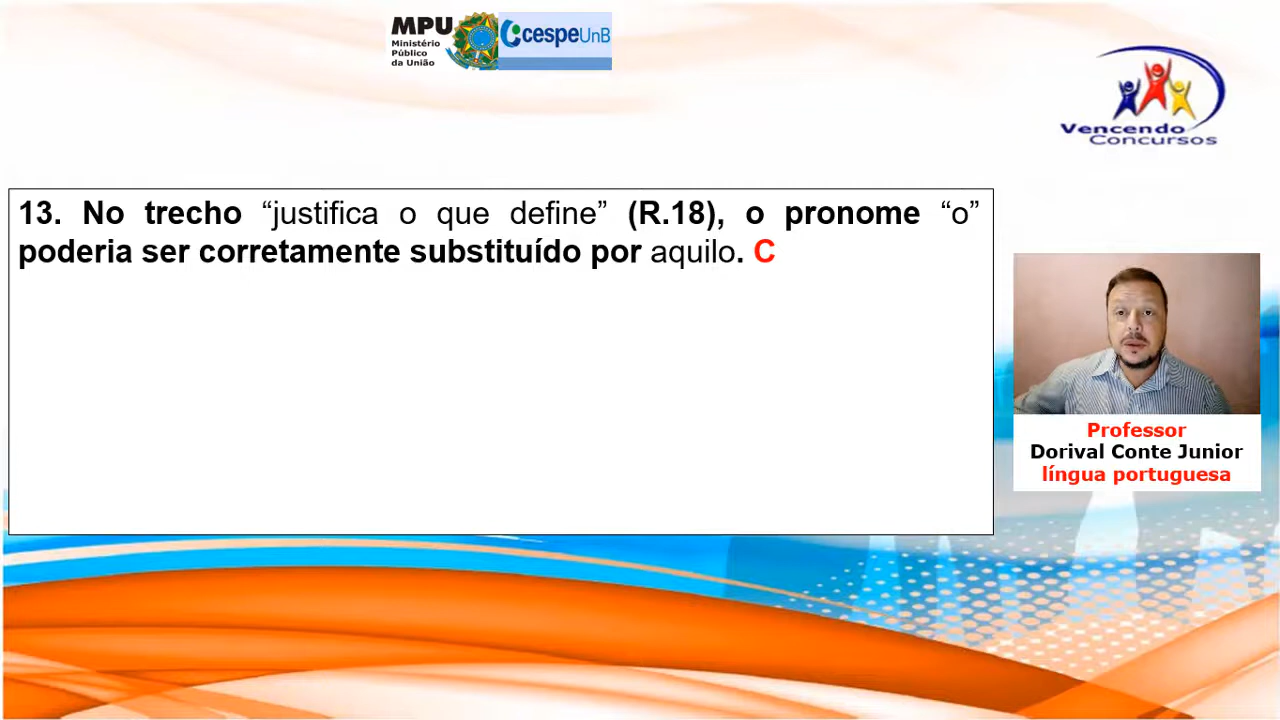 MPU
Ministério
Público
da União
cespeUnB
Vencendo
Concursos
13. No trecho “justifica o que define” (R.18), o pronome “o”
poderia ser corretamente substituído por aquilo. C
Professor
Dorival Conte Junior
língua portuguesa